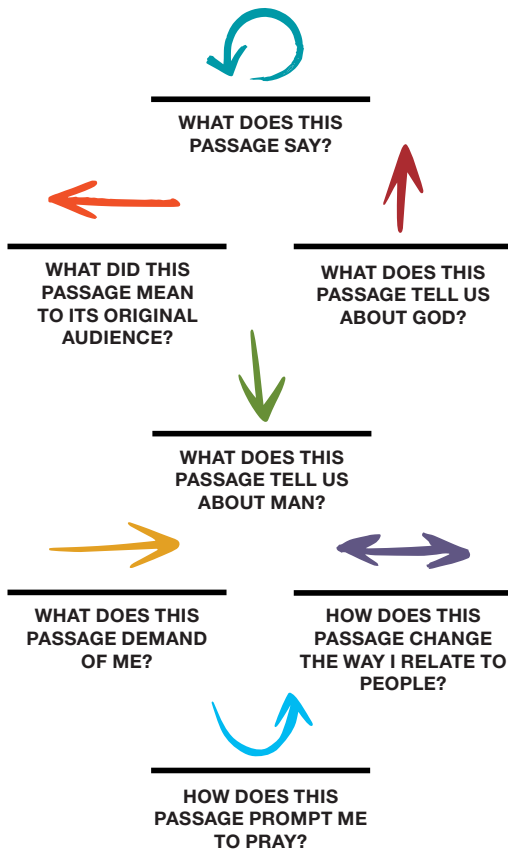 WHAT DOES THIS
PASSAGE SAY?
WHAT DID THIS
PASSAGE MEAN
TO ITS ORIGINAL
AUDIENCE?
WHAT DOES THIS
PASSAGE TELL US
ABOUT GOD?
WHAT DOES THIS
PASSAGE TELL US
ABOUT MAN?
WHAT DOES THIS
PASSAGE DEMAND
OF ME?
HOW DOES THIS
PASSAGE CHANGE
THE WAY I RELATE TO
PEOPLE?
HOW DOES THIS
PASSAGE PROMPT ME
TO PRAY?